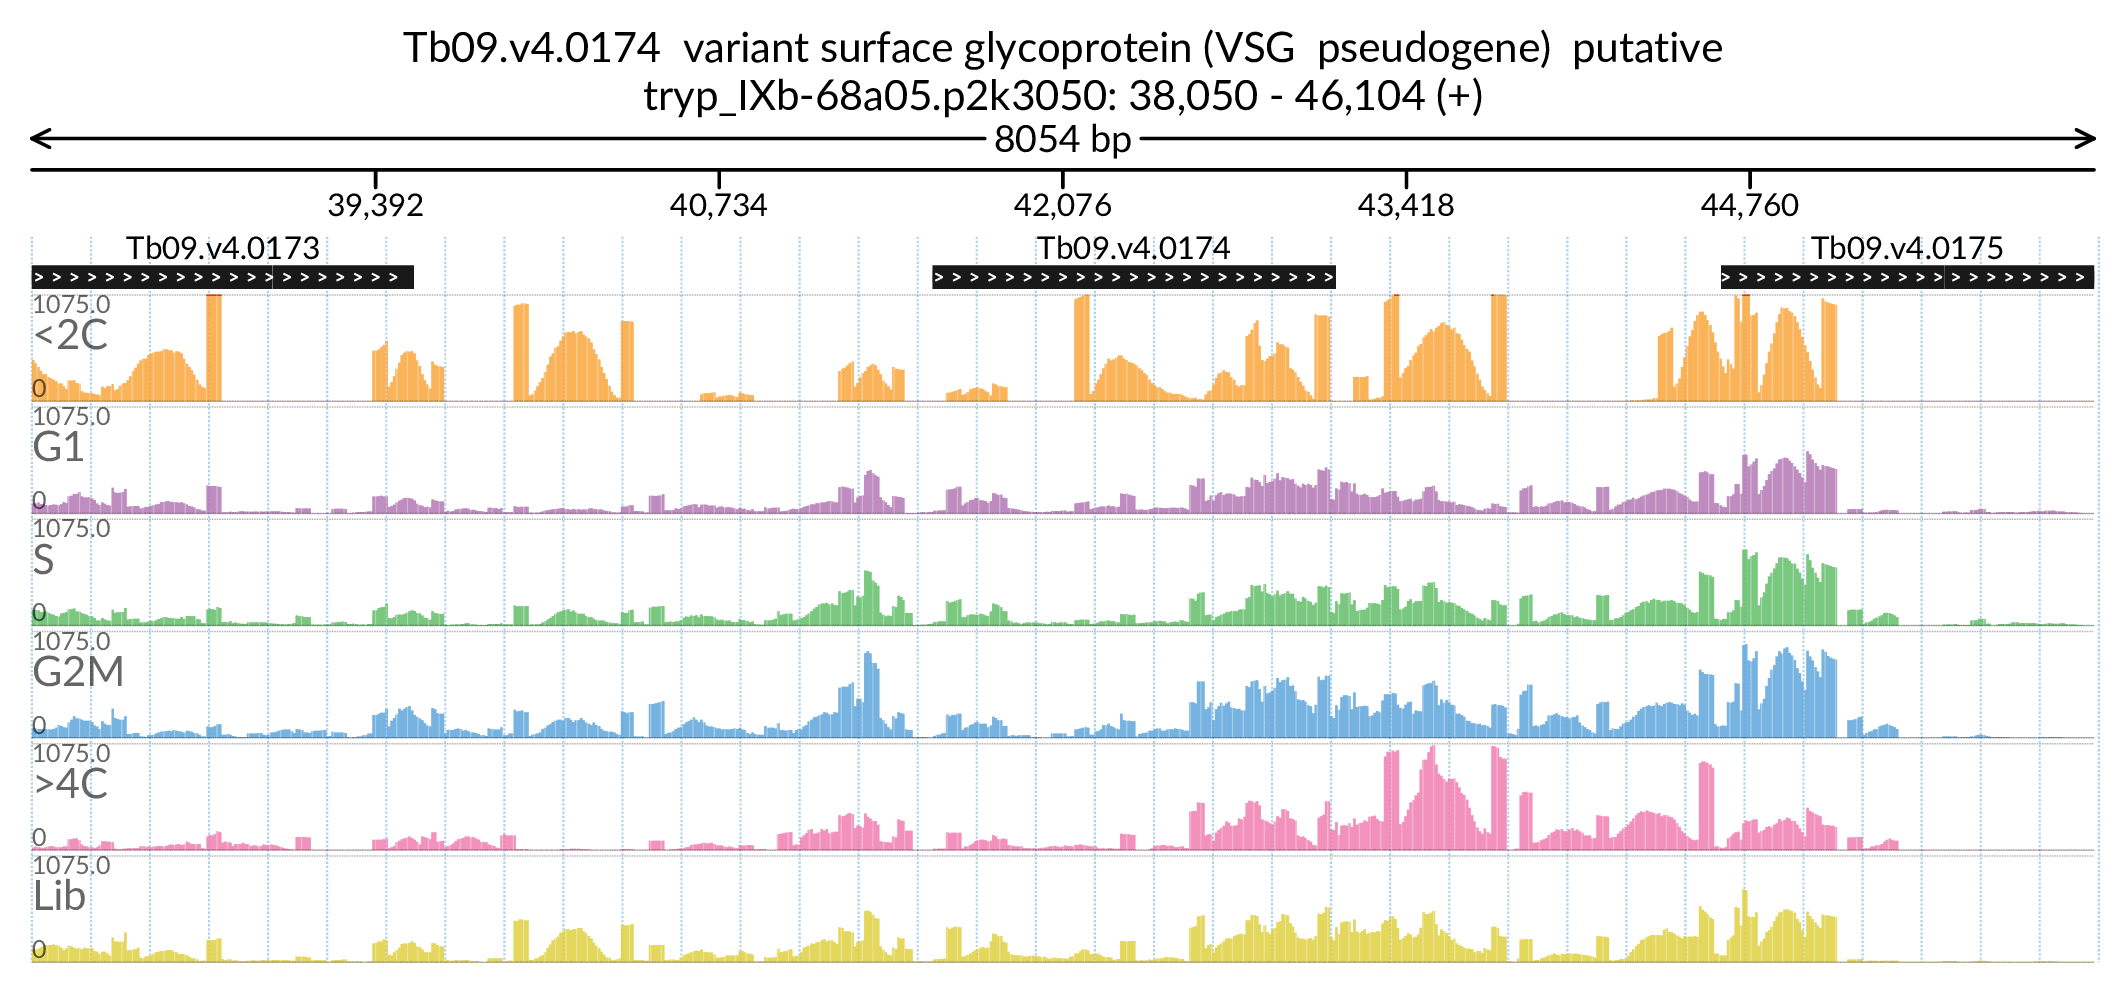 Tb09.v4.0174 variant surface glycoprotein (VSG pseudogene) putative
tryp_IXb-68a05.p2k3050: 38,050 - 46,104 (+)
8054 bp
39,392 40,734 42,076 43,418 44,760
Tb09.v4.0173 Tb09.v4.0174 Tb09.v4.0175
1075.0
<2C
0
1075.0
G1
0
1075.0
S
0
1075.0
G2M
0
1075.0
>4C
0
1075.0
Lib
0